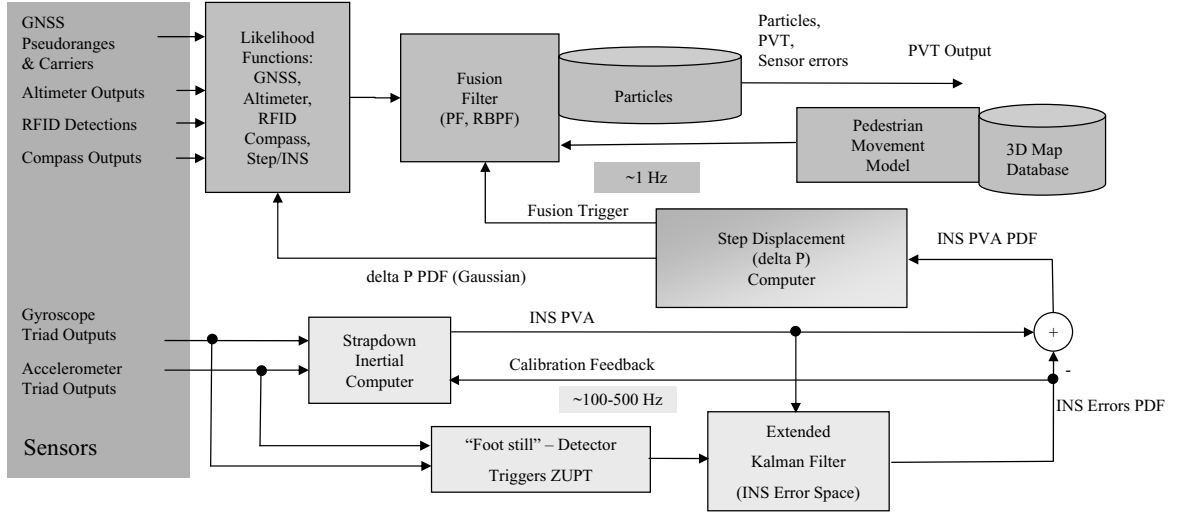 GNSS
Pseudoranges
& Carriers
Altimeter Outputs
RFID Detections
Compass Outputs
Likelihood
Functions:
GNSS,
Altimeter,
RFID
Compass,
Step/INS
Fusion
Filter
(PF, RBPF)
Particles
Particles,
PVT,
Sensor errors
PVT Output
Pedestrian
Movement
Model
3D Map
Database
~1 Hz
Fusion Trigger
Step Displacement
(delta P)
Computer
INS PVA PDF
delta P PDF (Gaussian)
Gyroscope
Triad Outputs
Accelerometer
Triad Outputs
Sensors
Strapdown
Inertial
Computer
INS PVA
+
-
Calibration Feedback
~100-500 Hz
INS Errors PDF
“Foot still” – Detector
Triggers ZUPT
Extended
Kalman Filter
(INS Error Space)